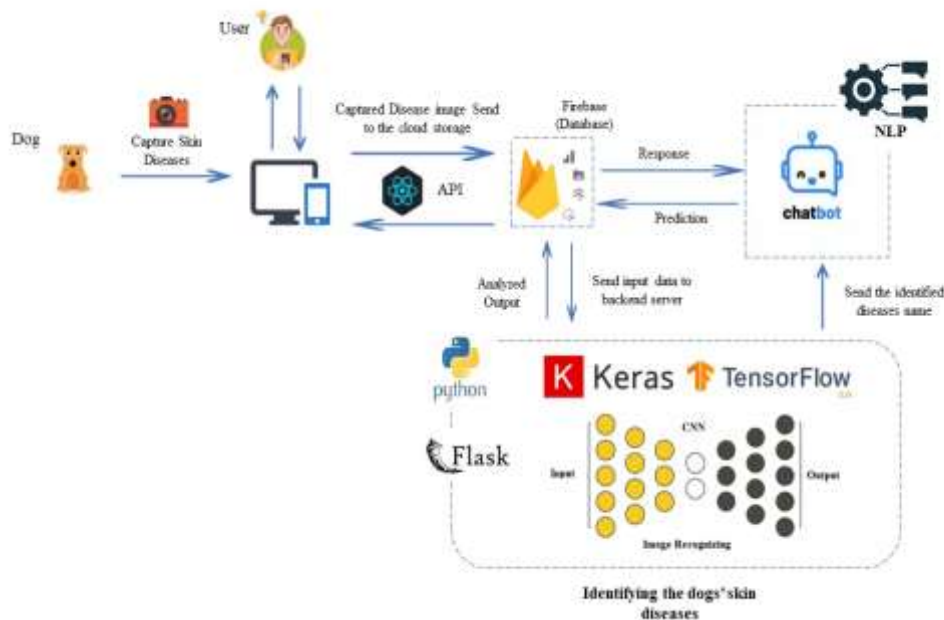 User
Dog
Capture Skin
Diseases
Captured Disease image Send
to the cloud storage
API
Firebase
(Database)
Response
Prediction
NLP
chatbot
Analyzed
Output
Send input data to
backend server
Send the identified
diseases name
python
Flask
K Keras
TensorFlow
CNN
Input
Output
Image Recognizing
Identifying the dogs' skin
diseases